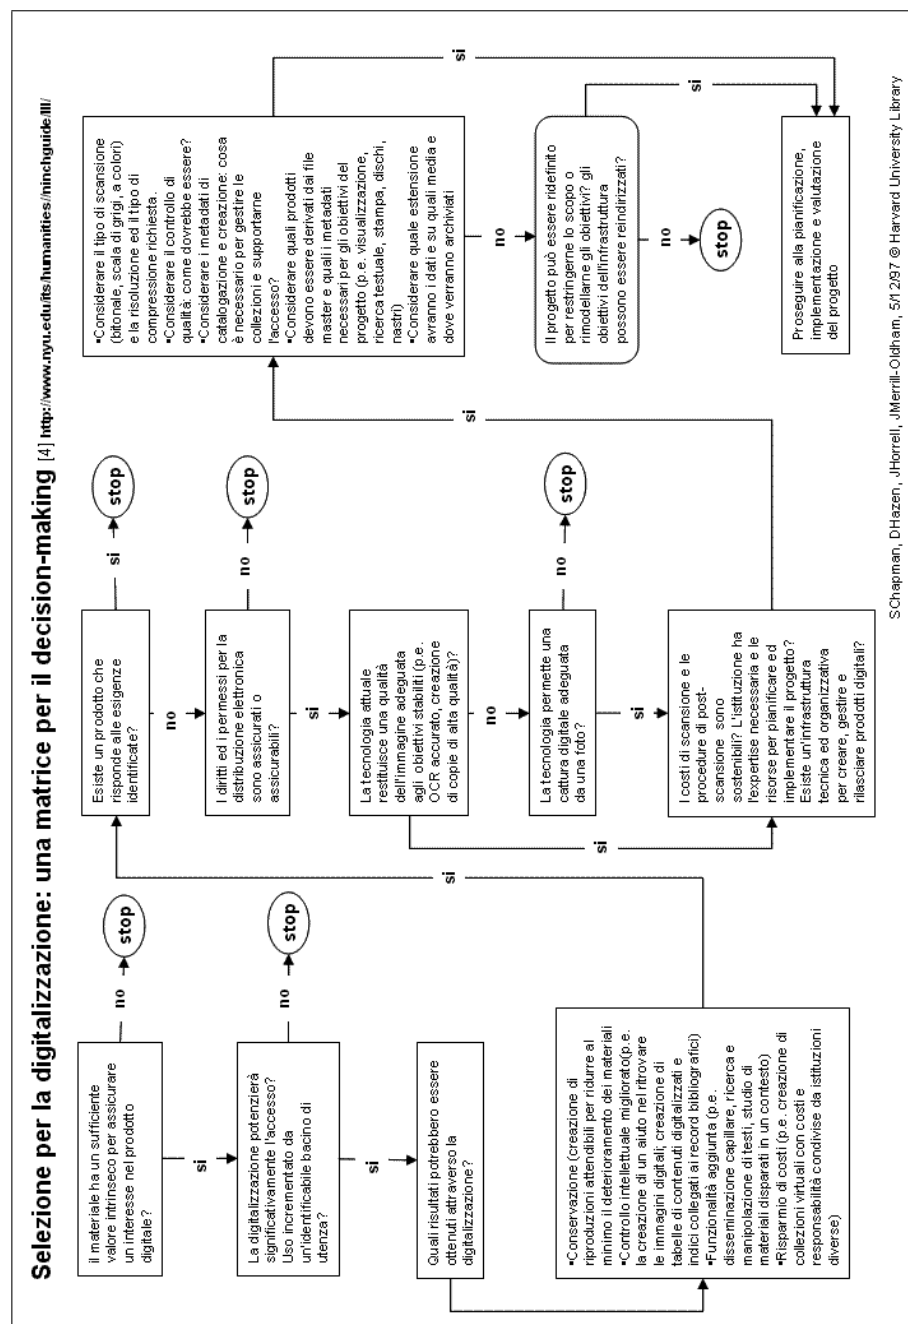 Selezione per la digitalizzazione: una matrice per il decision-making [4] http://www.nyu.edu/its/humanities//ninchguide/III/
il materiale ha un sufficiente
valore intrinseco per assicurare
un interesse nel prodotto
digitale?
no
stop
si
La digitalizzazione potenzierà
significativamente l'accesso?
Uso incrementato da
un'identificabile bacino di
utenza?
no
stop
si
Quali risultati potrebbero essere
ottenuti attraverso la
digitalizzazione?
si
▪Conservazione (creazione di
riproduzioni attendibili per ridurre al
minimo il deterioramento dei materiali
▪Controllo intellettuale migliorato(p.e.
la creazione di un aiuto nel ritrovare
le immagini digitali; creazione di
tabelle di contenuti digitalizzati e
indici collegati ai record bibliografici)
▪Funzionalità aggiunta (p.e.
disseminazione capillare, ricerca e
manipolazione di testi, studio di
materiali disparati in un contesto)
▪Risparmio di costi (p.e. creazione di
collezioni virtuali con costi e
responsabilità condivise da istituzioni
diverse)
si
Esiste un prodotto che
risponde alle esigenze
identificate?
si
stop
no
I diritti ed i permessi per la
distribuzione elettronica
sono assicurati o
assicurabili?
no
stop
si
La tecnologia attuale
restituisce una qualità
dell'immagine adeguata
agli obiettivi stabiliti (p.e.
OCR accurato, creazione
di copie di alta qualità)?
no
si
La tecnologia permette una
cattura digitale adeguata
da una foto?
no
stop
si
I costi di scansione e le
procedure di post-
scansione sono
sostenibili? L'istituzione ha
l'expertise necessaria e le
risorse per pianificare ed
implementare il progetto?
Esiste un'infrastruttura
tecnica ed organizzativa
per creare, gestire e
rilasciare prodotti digitali?
si
▪Considerare il tipo di scansione
(bitonale, scala di grigi, a colori)
e la risoluzione ed il tipo di
compressione richiesta.
▪Considerare il controllo di
qualità: come dovrebbe essere?
▪Considerare i metadati di
catalogazione e creazione: cosa
è necessario per gestire le
collezioni e supportarne
l'accesso?
▪Considerare quali prodotti
devono essere derivati dai file
master e quali i metadati
necessari per gli obiettivi del
progetto (p.e. visualizzazione,
ricerca testuale, stampa, dischi,
nastri)
▪Considerare quale estensione
avranno i dati e su quali media e
dove verranno archiviati
si
no
Il progetto può essere ridefinito
per restringerne lo scopo o
rimodellarne gli obiettivi? gli
obiettivi dell'infrastruttura
possono essere reindirizzati?
si
no
stop
Proseguire alla pianificazione,
implementazione e valutazione
del progetto
SChapman, DHazen, JHorrell, JMerrill-Oldham, 5/12/97 © Harvard University Library